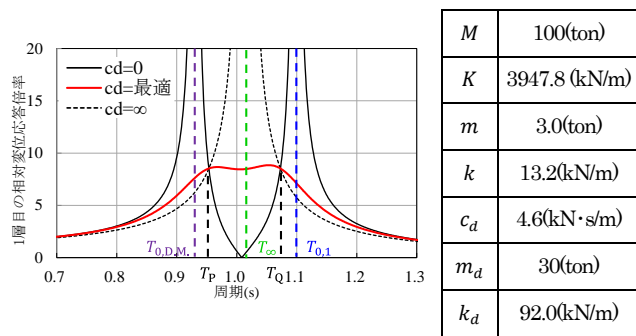 1層目の相対変位応答倍率
20
15
10
5
0
cd=0
cd=最適
cd=∞
T0,D.M.
TP
T∞
TQ
T0,1
0.7 0.8 0.9 1.0 1.1 1.2 1.3
周期(s)
M 100(ton)
K 3947.8 (kN/m)
m 3.0(ton)
k 13.2(kN/m)
cd 4.6(kN·s/m)
md 30(ton)
kd 92.0(kN/m)